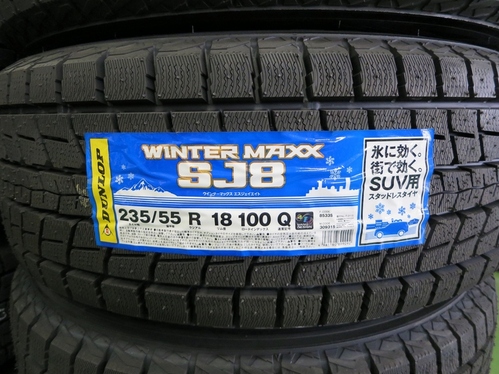 DUNLOP
WINTER MAXX
SJ8
ウインターマックス エスジェイエイト
235/55 R 18 100 Q
氷に効く。
街で効く。
SUV用
スタッドレスタイヤ